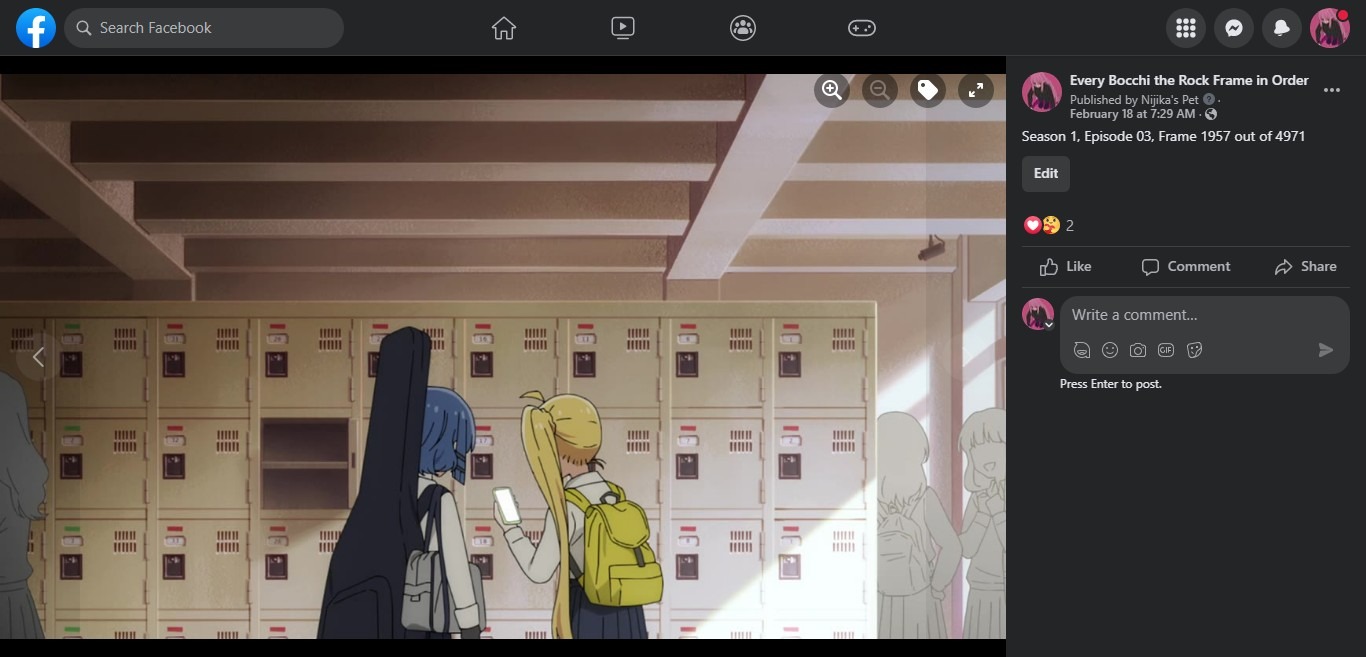 Search Facebook
Every Bocchi the Rock Frame in Order
Published by Nijika's Pet ·
February 18 at 7:29 AM ·
Season 1, Episode 03, Frame 1957 out of 4971
Edit
2
Like
Comment
Share
Write a comment...
GIF
Press Enter to post.